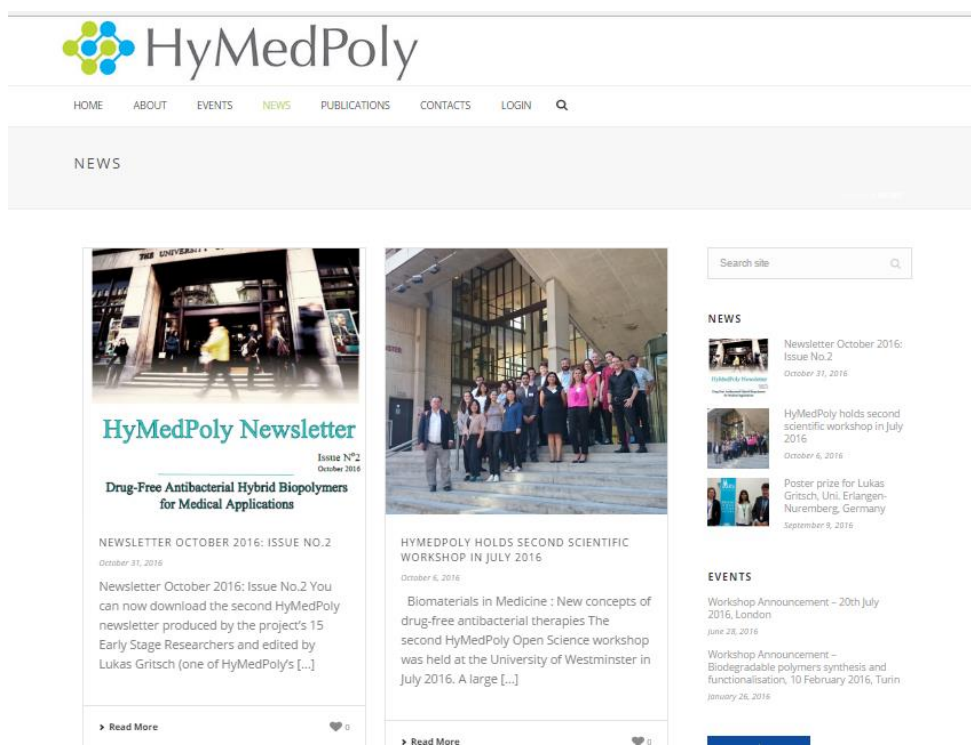 HyMedPoly
HOME ABOUT EVENTS NEWS PUBLICATIONS CONTACTS LOGIN
NEWS
THE UNIVERSITY
HyMedPoly Newsletter
Issue N°2
October 2016
Drug-Free Antibacterial Hybrid Biopolymers
for Medical Applications
NEWSLETTER OCTOBER 2016: ISSUE NO.2
October 31, 2016
Newsletter October 2016: Issue No.2 You
can now download the second HyMedPoly
newsletter produced by the project's 15
Early Stage Researchers and edited by
Lukas Gritsch (one of HyMedPoly's [...]
> Read More
0
HYMEDPOLY HOLDS SECOND SCIENTIFIC
WORKSHOP IN JULY 2016
October 6, 2016
Biomaterials in Medicine : New concepts of
drug-free antibacterial therapies The
second HyMedPoly Open Science workshop
was held at the University of Westminster in
July 2016. A large [...]
> Read More
0
Search site
NEWS
HyMedPoly Newsletter
Newsletter October 2016:
Issue No.2
October 31, 2016
HyMedPoly holds second
scientific workshop in July
2016
October 6, 2016
Poster prize for Lukas
Gritsch, Uni. Erlangen-
Nuremberg, Germany
September 9, 2016
EVENTS
Workshop Announcement – 20th July
2016, London
June 28, 2016
Workshop Announcement –
Biodegradable polymers synthesis and
functionalisation, 10 February 2016, Turin
January 26, 2016